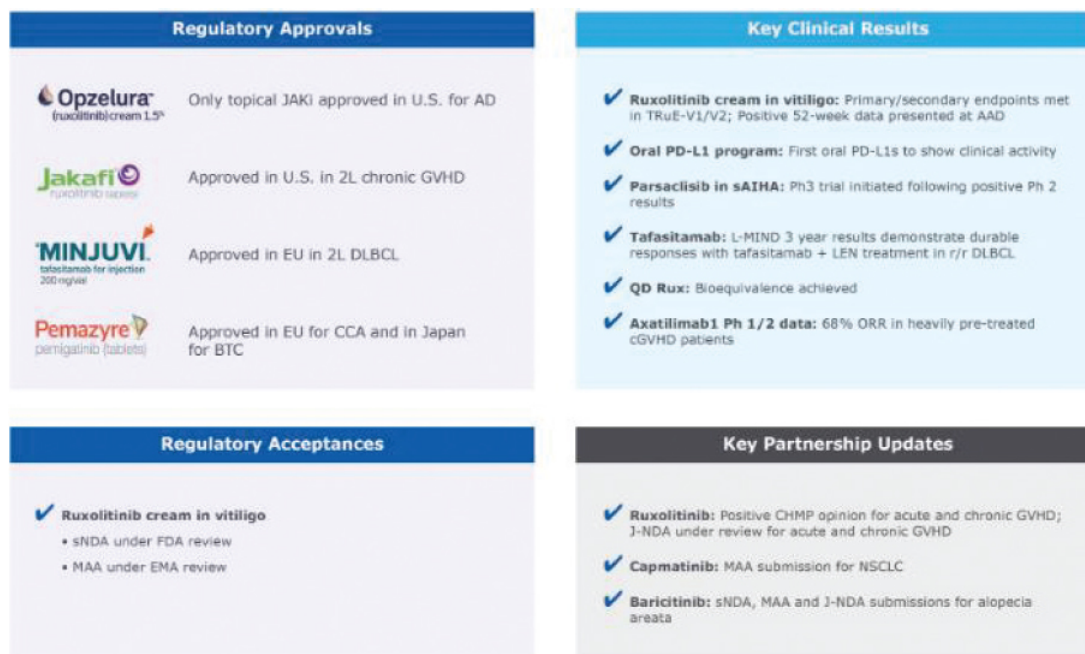 Regulatory Approvals
Opzelura™
(ruxolitinib) cream 1.5%
Only topical JAKi approved in U.S. for AD
Jakafi
ruxolitinib tablets
Approved in U.S. in 2L chronic GVHD
MINJUVI
tafasitamab for injection
200 mg/vial
Approved in EU in 2L DLBCL
Pemazyre
pemigatinib (tablets)
Approved in EU for CCA and in Japan
for BTC
Key Clinical Results
✔ Ruxolitinib cream in vitiligo: Primary/secondary endpoints met
in TRuE-V1/V2; Positive 52-week data presented at AAD
✔ Oral PD-L1 program: First oral PD-L1s to show clinical activity
✔ Parsaclisib in sAIHA: Ph3 trial initiated following positive Ph 2
results
✔ Tafasitamab: L-MIND 3 year results demonstrate durable
responses with tafasitamab + LEN treatment in r/r DLBCL
✔ QD Rux: Bioequivalence achieved
✔ Axatilimab1 Ph 1/2 data: 68% ORR in heavily pre-treated
cGVHD patients
Regulatory Acceptances
✔ Ruxolitinib cream in vitiligo
• sNDA under FDA review
• MAA under EMA review
Key Partnership Updates
✔ Ruxolitinib: Positive CHMP opinion for acute and chronic GVHD;
J-NDA under review for acute and chronic GVHD
✔ Capmatinib: MAA submission for NSCLC
✔ Baricitinib: sNDA, MAA and J-NDA submissions for alopecia
areata